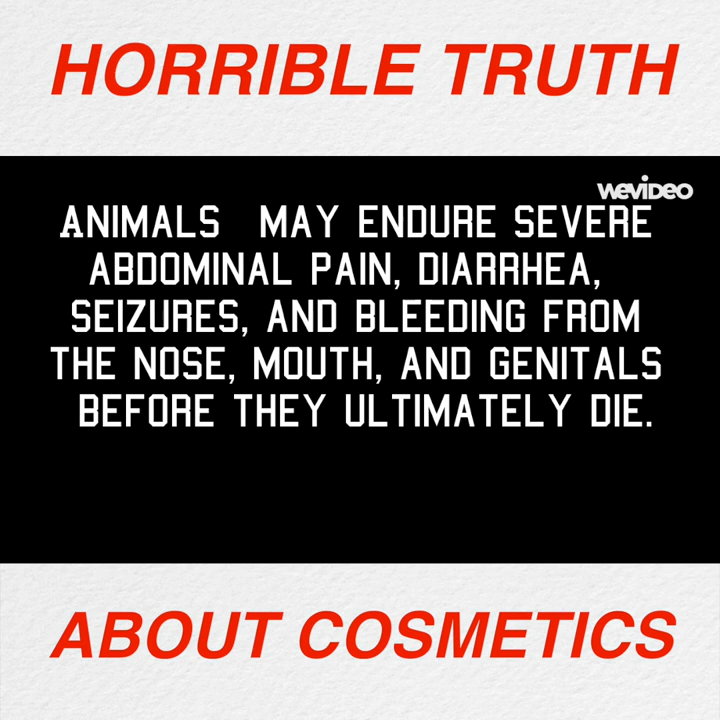 HORRIBLE TRUTH
wevideo
ANIMALS MAY ENDURE SEVERE
ABDOMINAL PAIN, DIARRHEA,
SEIZURES, AND BLEEDING FROM
THE NOSE, MOUTH, AND GENITALS
BEFORE THEY ULTIMATELY DIE.
ABOUT COSMETICS